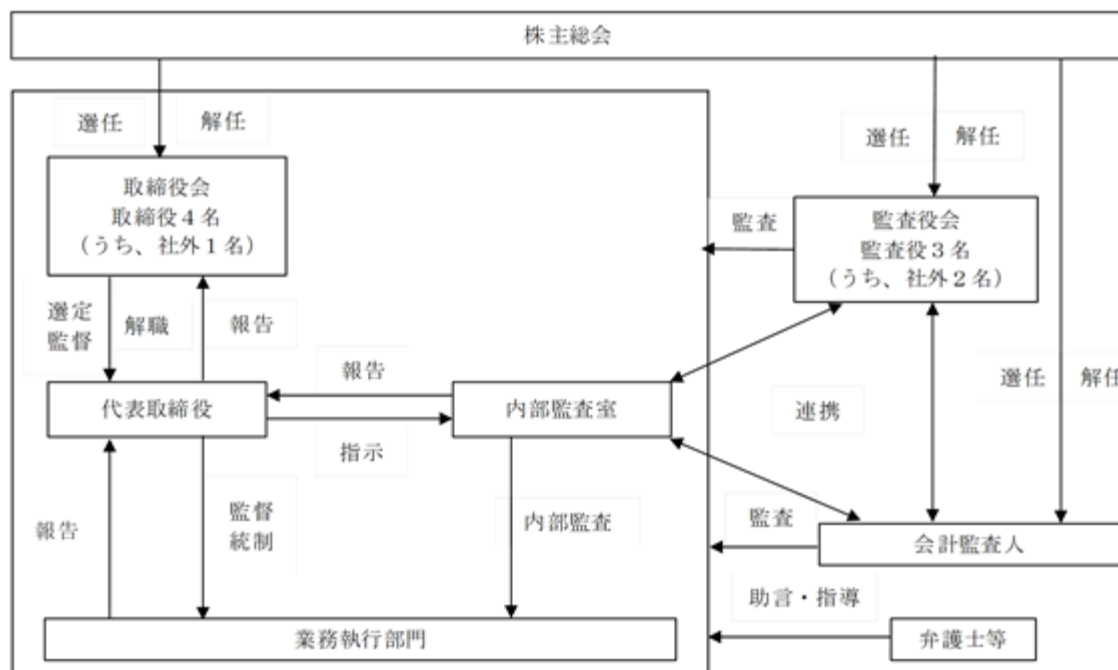 株主総会
選任
解任
選任
解任
取締役会
取締役4名
(うち、社外1名)
監査
監査役会
監査役3名
(うち、社外2名)
選定
監督
解職
報告
報告
選任
解任
代表取締役
内部監査室
連携
指示
報告
監督
統制
内部監査
監査
会計監査人
助言・指導
業務執行部門
弁護士等